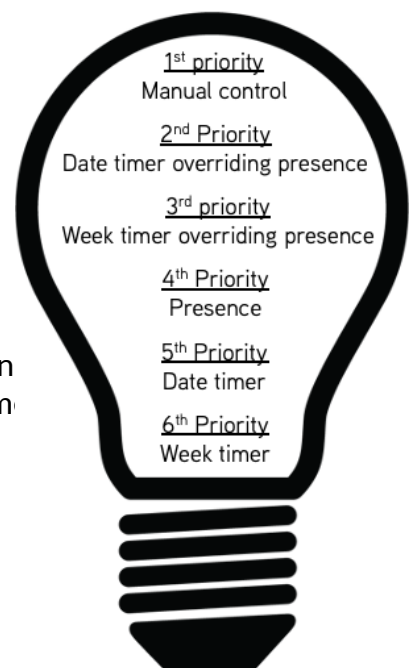 1st priority
Manual control
2nd Priority
Date timer overriding presence
3rd priority
Week timer overriding presence
4th Priority
Presence
5th Priority
Date timer
6th Priority
Week timer